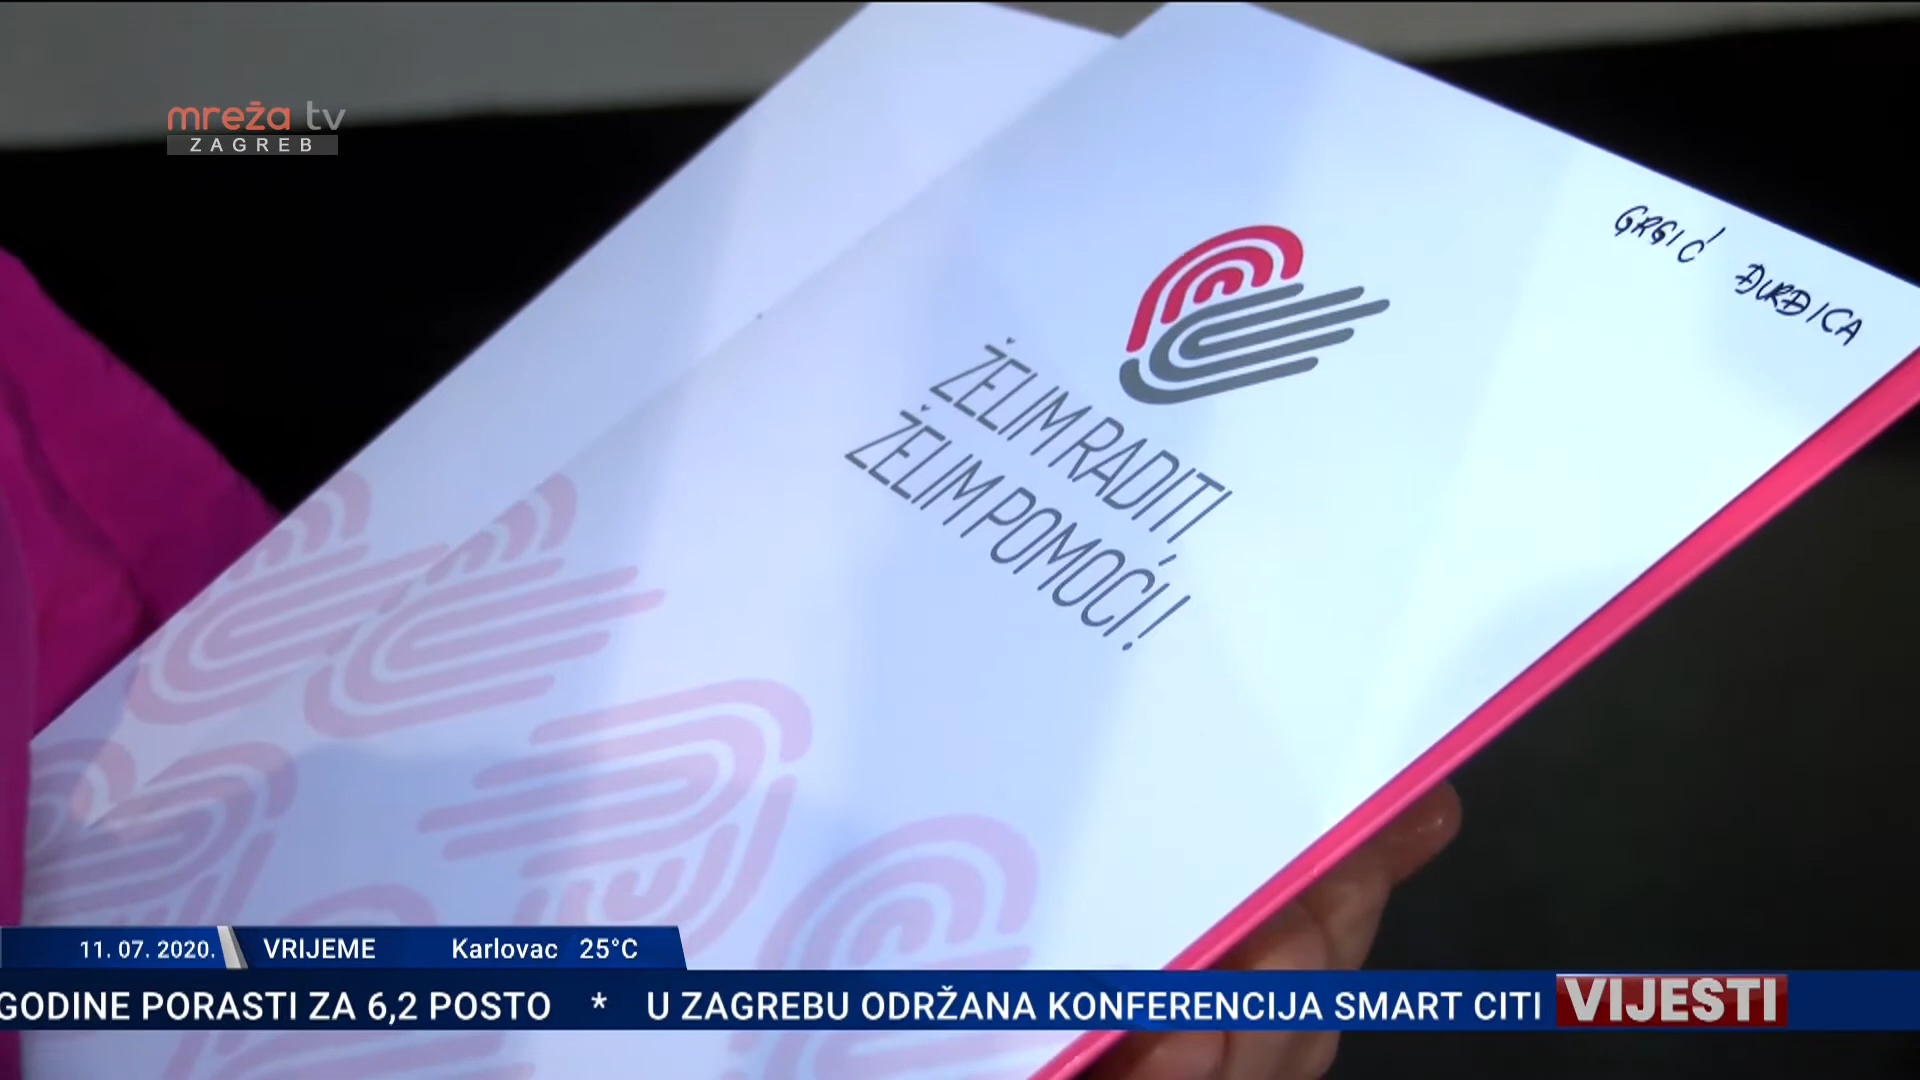 mreža tv
ZAGREB
GRGIĆ ĐURĐICA
ŽELIM RADITI
ŽELIM POMOĆI!
11. 07. 2020. VRIJEME Karlovac 25°C
GODINE PORASTI ZA 6,2 POSTO * U ZAGREBU ODRŽANA KONFERENCIJA SMART CITI
VIJESTI